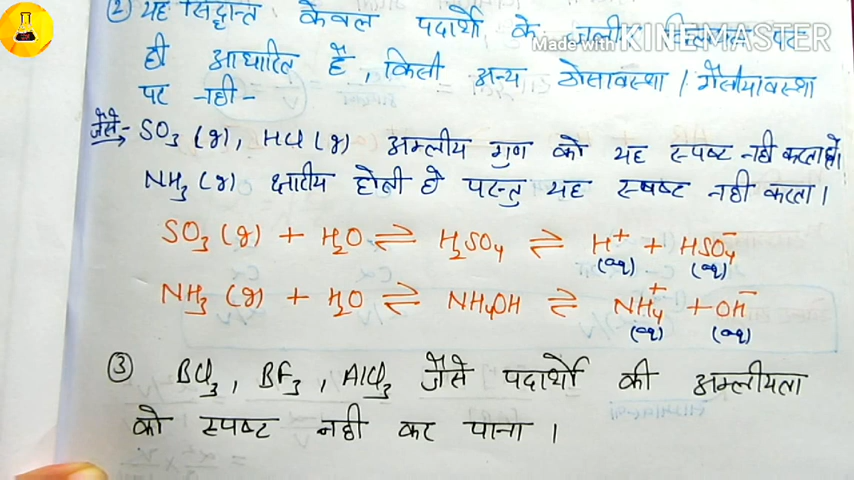 ② यह सिद्धान्त केवल पदार्थो के जलीय पर
Made with KINEMASTER
ही आधारित है, किसी अन्य ठोसावस्था / गैसीयावस्था
पर नही -
जैसे:- SO₃ (g), HCl (g) अम्लीय गुण को यह स्पष्ट नही करता है।
NH₃ (g) क्षारीय होती है परन्तु यह स्पष्ट नही करता।
SO₃ (g) + H₂O ⇌ H₂SO₄ ⇌ H⁺ + HSO₄⁻
(aq) (aq)
NH₃ (g) + H₂O ⇌ NH₄OH ⇌ NH₄⁺ + OH⁻
(aq) (aq)
③ BCl₃, BF₃, AlCl₃ जैसे पदार्थो की अम्लीयता
को स्पष्ट नही कर पाना।